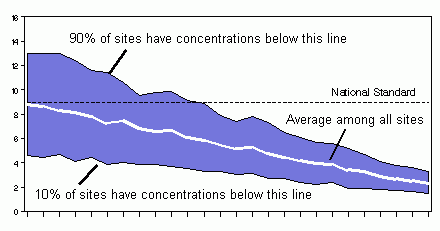 16
90% of sites have concentrations below this line
14
12
10
National Standard
8
Average among all sites
6
4
10% of sites have concentrations below this line
2
0